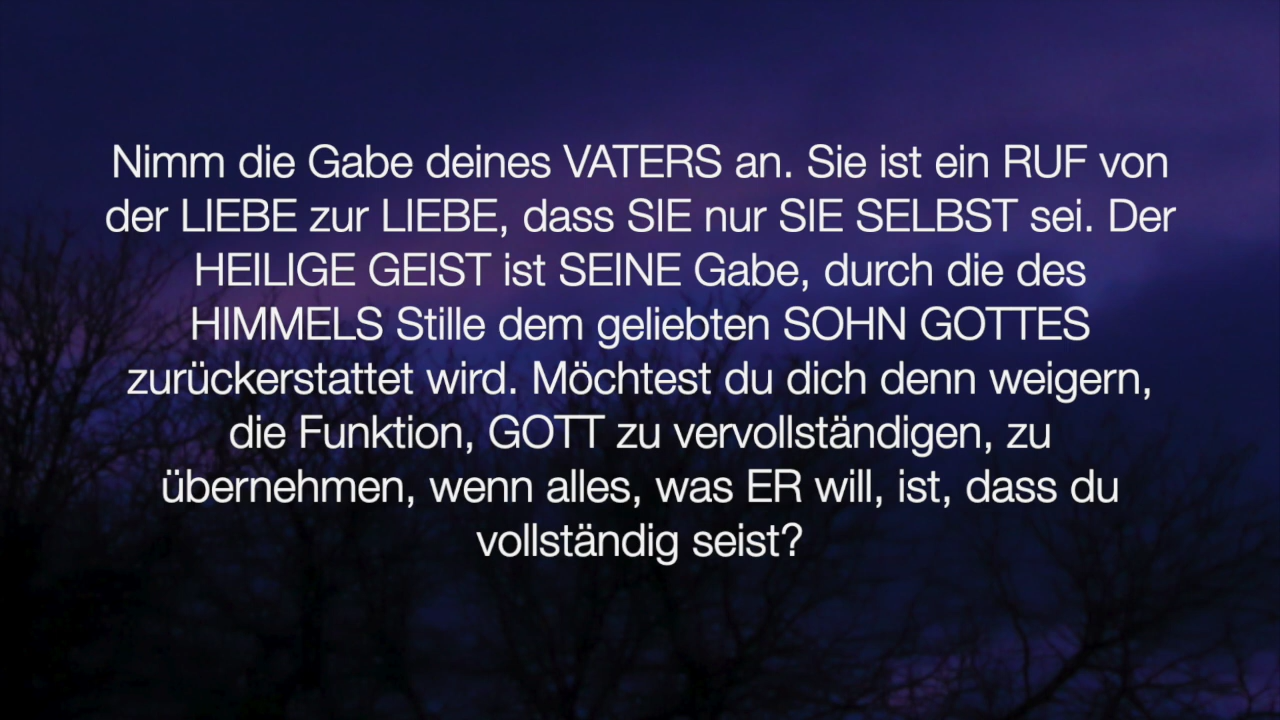 Nimm die Gabe deines VATERS an. Sie ist ein RUF von
der LIEBE zur LIEBE, dass SIE nur SIE SELBST sei. Der
HEILIGE GEIST ist SEINE Gabe, durch die des
HIMMELS Stille dem geliebten SOHN GOTTES
zurückerstattet wird. Möchtest du dich denn weigern,
die Funktion, GOTT zu vervollständigen, zu
übernehmen, wenn alles, was ER will, ist, dass du
vollständig seist?